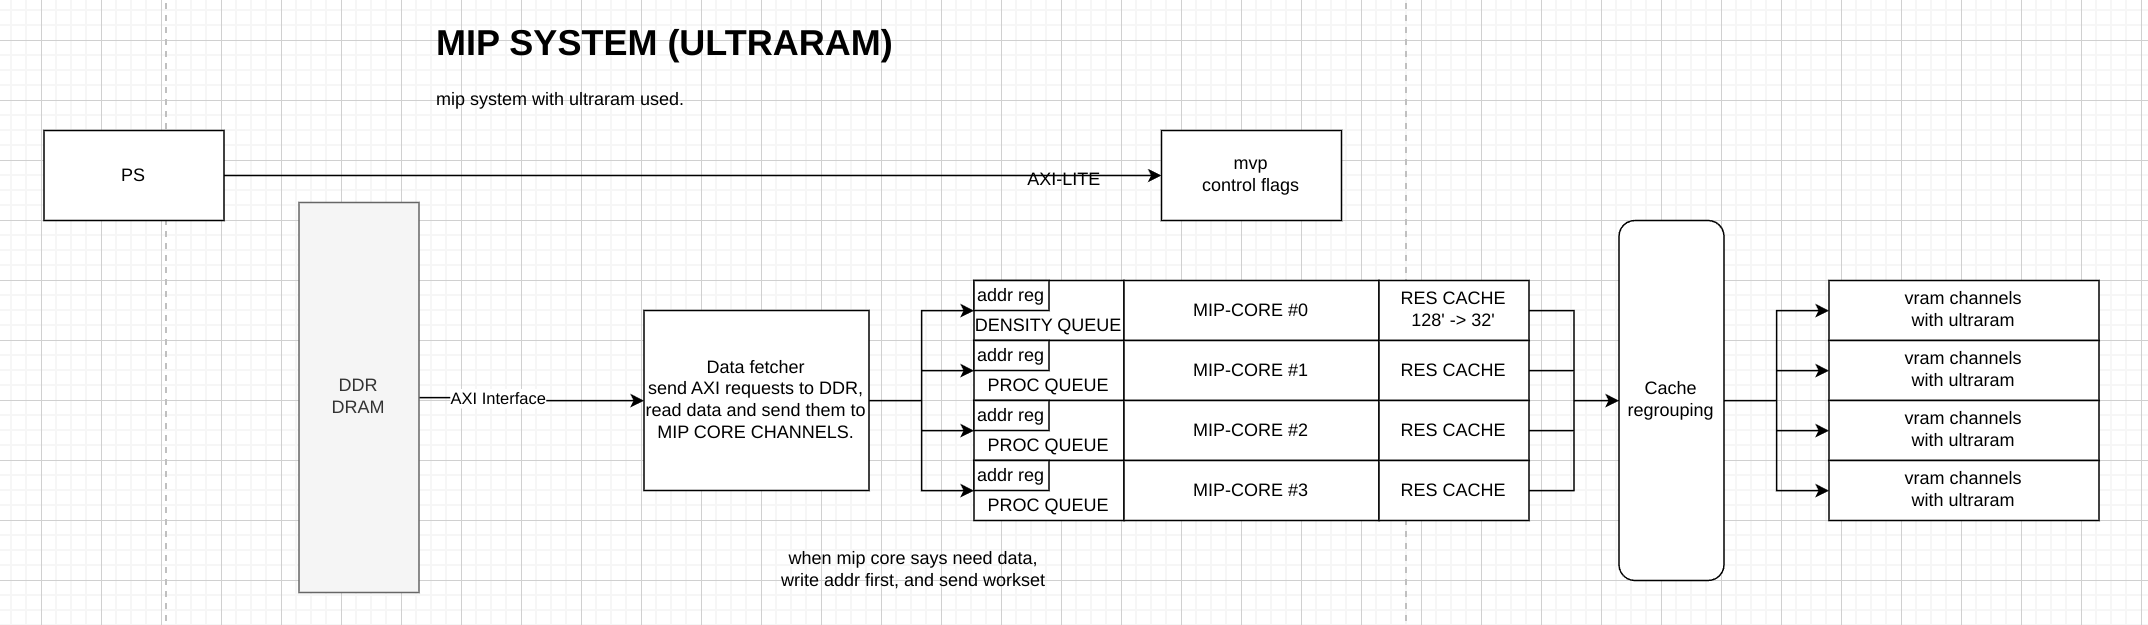 MIP SYSTEM (ULTRARAM)
mip system with ultraram used.
PS
AXI-LITE
mvp
control flags
DDR
DRAM
AXI Interface
Data fetcher
send AXI requests to DDR,
read data and send them to
MIP CORE CHANNELS.
addr reg
DENSITY QUEUE
MIP-CORE #0
RES CACHE
128' -> 32'
addr reg
PROC QUEUE
MIP-CORE #1
RES CACHE
addr reg
PROC QUEUE
MIP-CORE #2
RES CACHE
addr reg
PROC QUEUE
MIP-CORE #3
RES CACHE
Cache
regrouping
vram channels
with ultraram
vram channels
with ultraram
vram channels
with ultraram
vram channels
with ultraram
when mip core says need data,
write addr first, and send workset